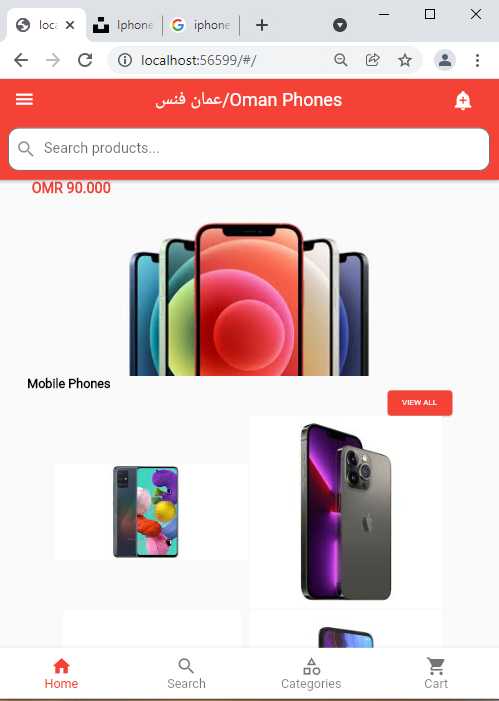 loca
Iphone
iphone
localhost:56599/#/
عمان فنس/Oman Phones
Search products...
OMR 90.000
Mobile Phones
VIEW ALL
Home
Search
Categories
Cart